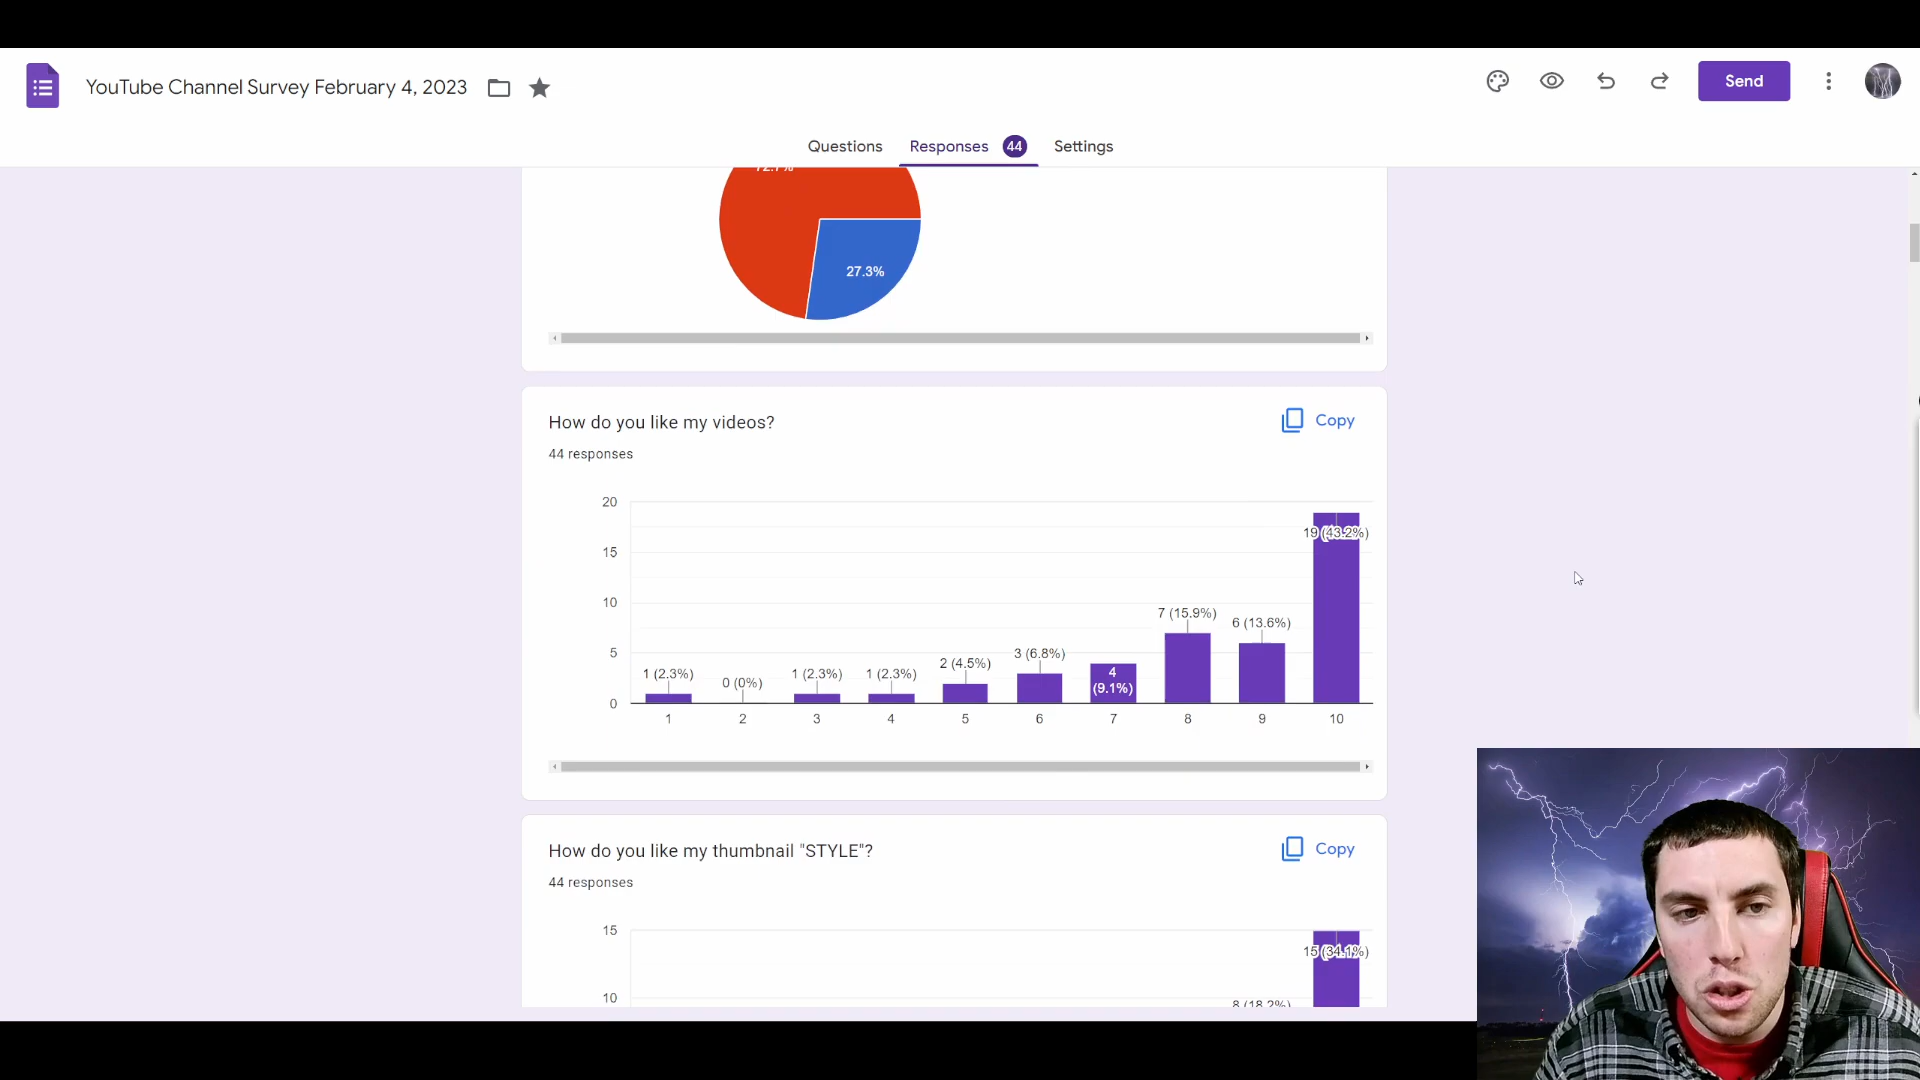 YouTube Channel Survey February 4, 2023
Send
Questions
Responses 44
Settings
27.3%
How do you like my videos?
Copy
44 responses
20
15
10
5
0
1 (2.3%)
0 (0%)
1 (2.3%)
1 (2.3%)
2 (4.5%)
3 (6.8%)
4
(9.1%)
7 (15.9%)
6 (13.6%)
19 (43.2%)
1 2 3 4 5 6 7 8 9 10
How do you like my thumbnail "STYLE"?
Copy
44 responses
15
10
15 (34.1%)
8 (18.2%)